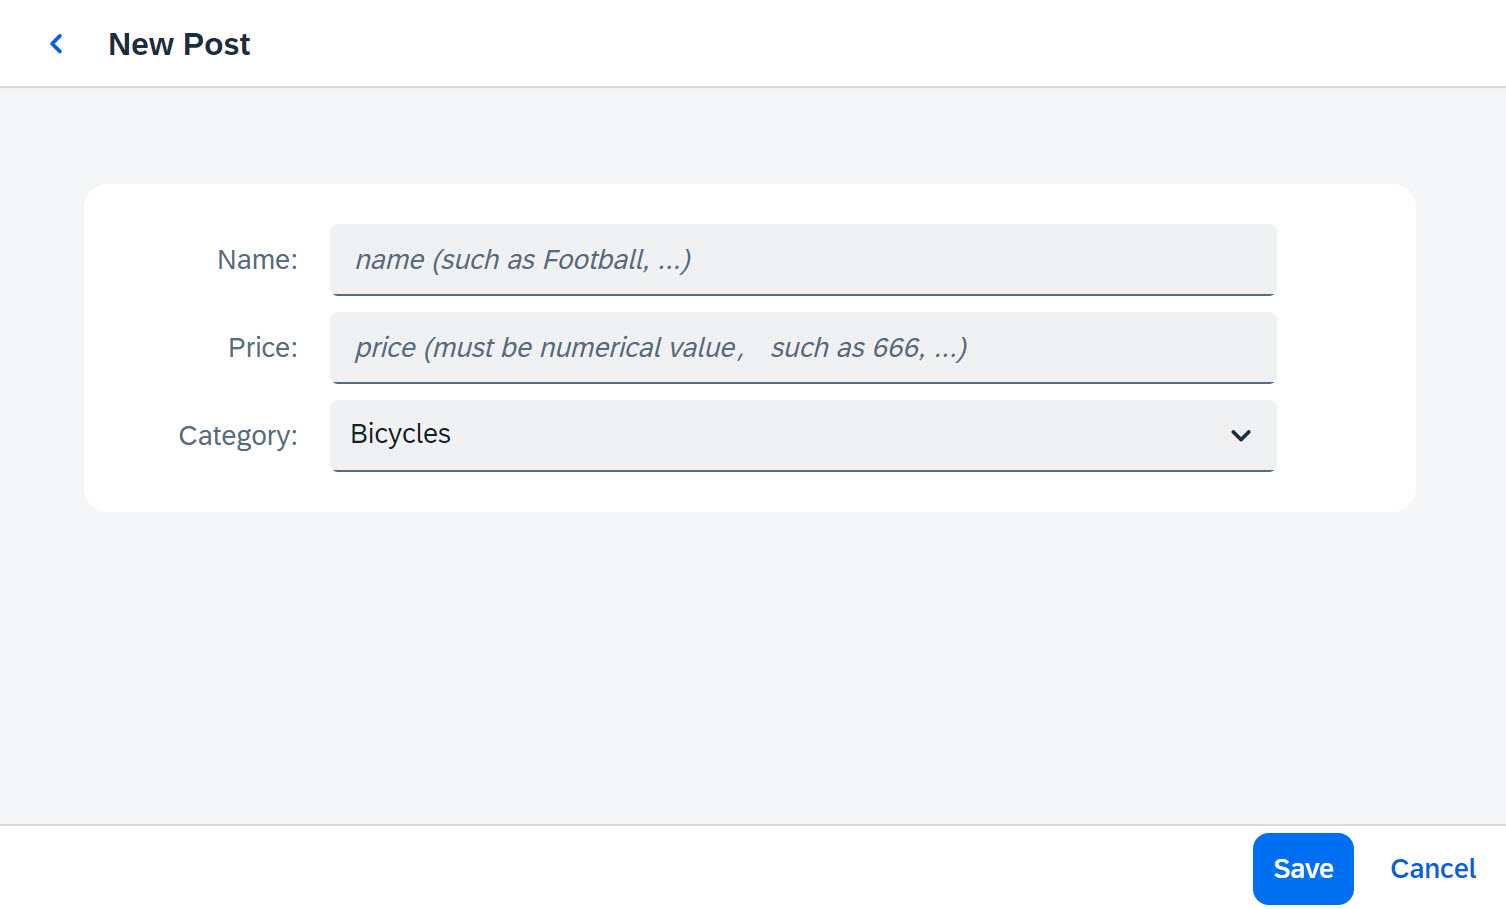 New Post
Name: name (such as Football, ...)
Price: price (must be numerical value， such as 666, ...)
Category: Bicycles
Save Cancel